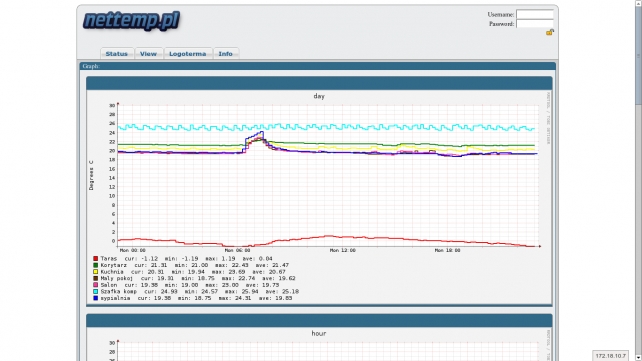 nettemp.pl
Username:
Password:
Status View Logoterma Info
Graph:
day
Degrees C
30
28
26
24
22
20
18
16
14
12
10
8
6
4
2
0
Mon 00:00 Mon 06:00 Mon 12:00 Mon 18:00
Taras cur: -1.12 min: -1.19 max: 1.19 ave: 0.04
Korytarz cur: 21.31 min: 21.00 max: 22.43 ave: 21.47
Kuchnia cur: 20.31 min: 19.94 max: 23.69 ave: 20.67
Maly pokoj cur: 19.31 min: 18.75 max: 22.74 ave: 19.62
Salon cur: 19.38 min: 19.00 max: 23.00 ave: 19.73
Szafka komp cur: 24.93 min: 24.57 max: 25.94 ave: 25.18
sypialnia cur: 19.38 min: 18.75 max: 24.31 ave: 19.83
hour
30
28
26
24
172.18.10.7